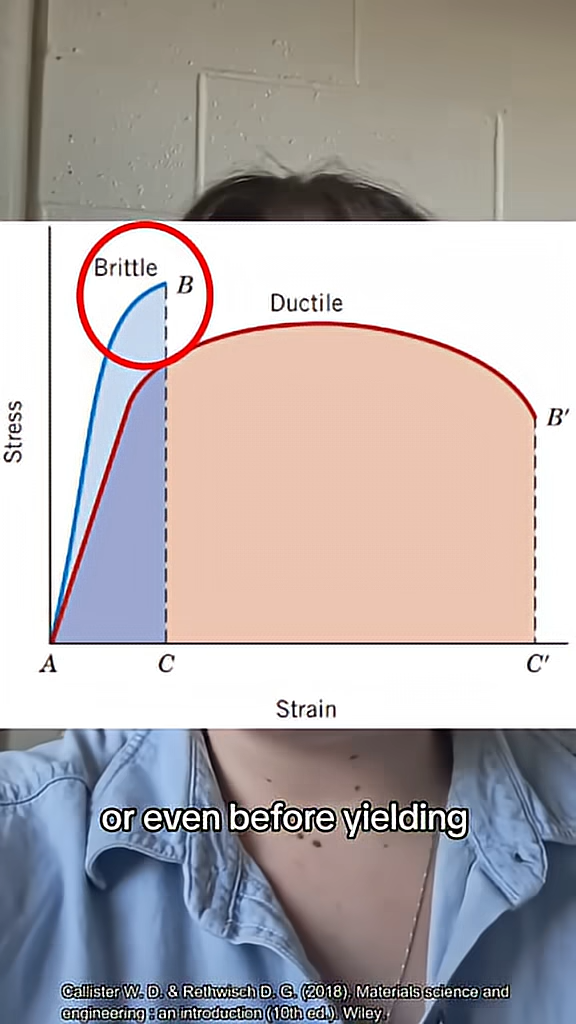 Brittle
B
Ductile
Stress
B′
A
C
C′
Strain
or even before yielding
Callister W. D. & Rethwisch D. G. (2018). Materials science and
engineering : an introduction (10th ed.). Wiley.